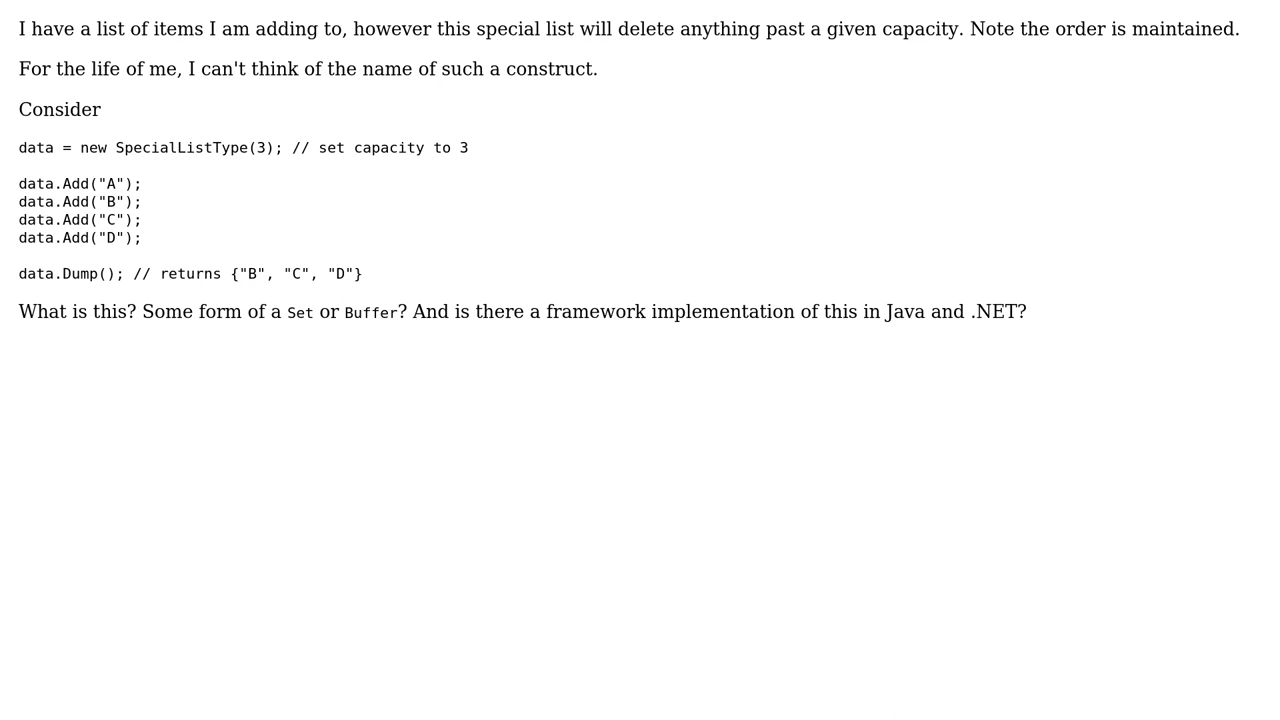 I have a list of items I am adding to, however this special list will delete anything past a given capacity. Note the order is maintained.
For the life of me, I can't think of the name of such a construct.
Consider
data = new SpecialListType(3); // set capacity to 3
data.Add("A");
data.Add("B");
data.Add("C");
data.Add("D");
data.Dump(); // returns {"B", "C", "D"}
What is this? Some form of a Set or Buffer? And is there a framework implementation of this in Java and .NET?